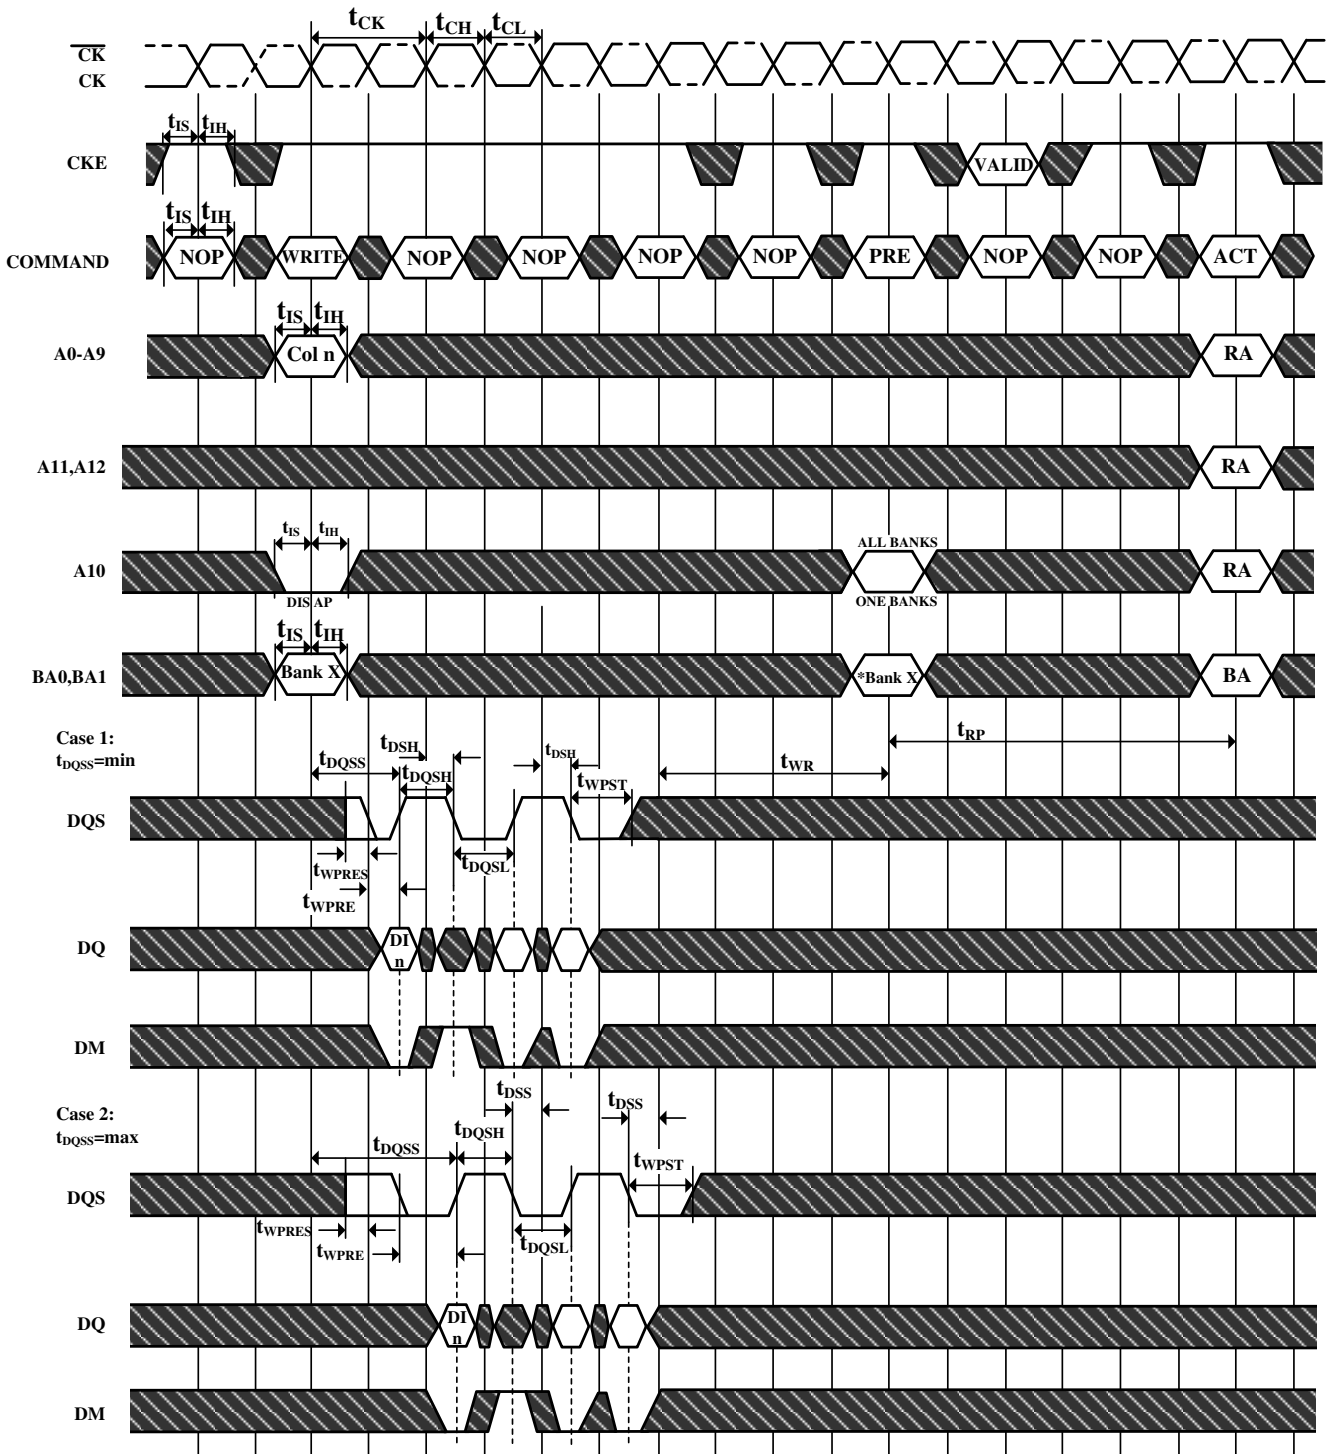 tCK tCH tCL
CK
CK
tIS tIH
CKE VALID
tIS tIH
COMMAND NOP WRITE NOP NOP NOP NOP PRE NOP NOP ACT
tIS tIH
A0-A9 Col n RA
A11,A12 RA
tIS tIH ALL BANKS
A10 RA
DIS AP ONE BANKS
tIS tIH
BA0,BA1 Bank X *Bank X BA
Case 1:
tDQSS=min
tDQSS tDSH tDQSH tDSH tWPST tWR tRP
DQS
tWPRES tDQSL
tWPRE
DQ DI n
DM
Case 2:
tDQSS=max
tDQSS tDQSH tDSS tDSS tWPST
DQS
tWPRES tWPRE tDQSL
DQ DI n
DM